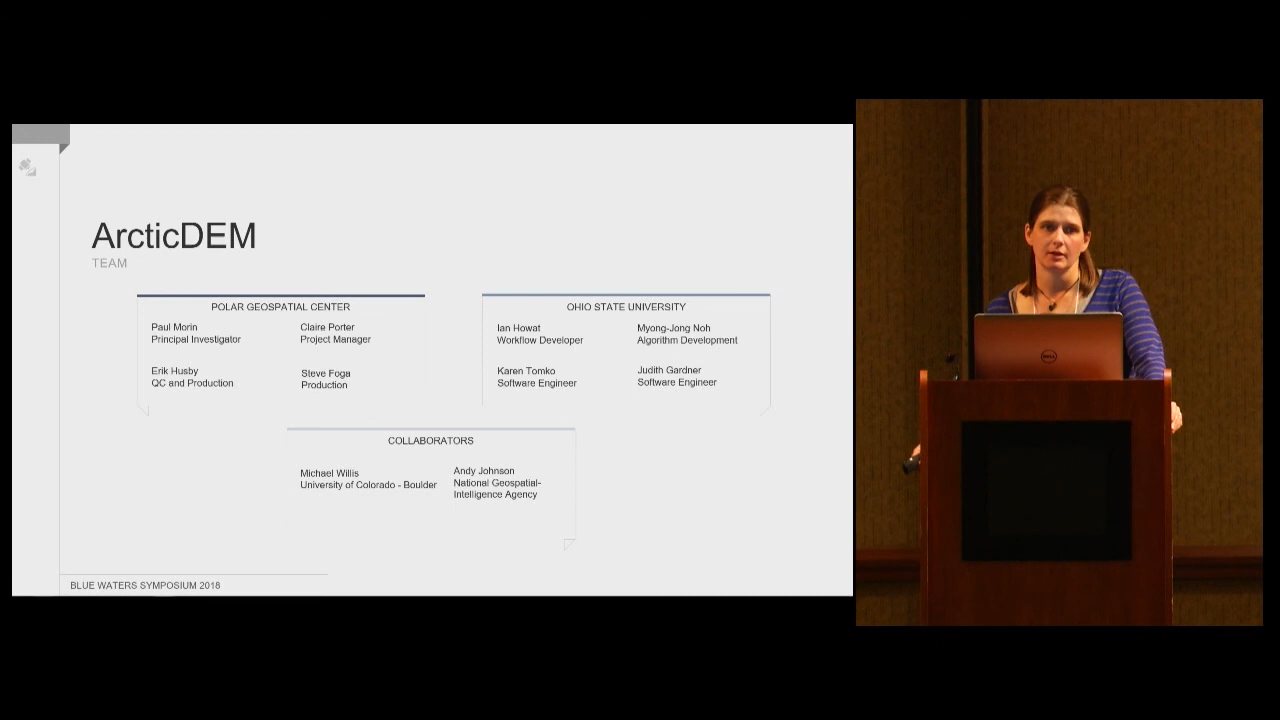 ArcticDEM
TEAM
POLAR GEOSPATIAL CENTER
Paul Morin
Principal Investigator
Claire Porter
Project Manager
Erik Husby
QC and Production
Steve Foga
Production
OHIO STATE UNIVERSITY
Ian Howat
Workflow Developer
Myong-Jong Noh
Algorithm Development
Karen Tomko
Software Engineer
Judith Gardner
Software Engineer
COLLABORATORS
Michael Willis
University of Colorado - Boulder
Andy Johnson
National Geospatial-
Intelligence Agency
BLUE WATERS SYMPOSIUM 2018
DELL